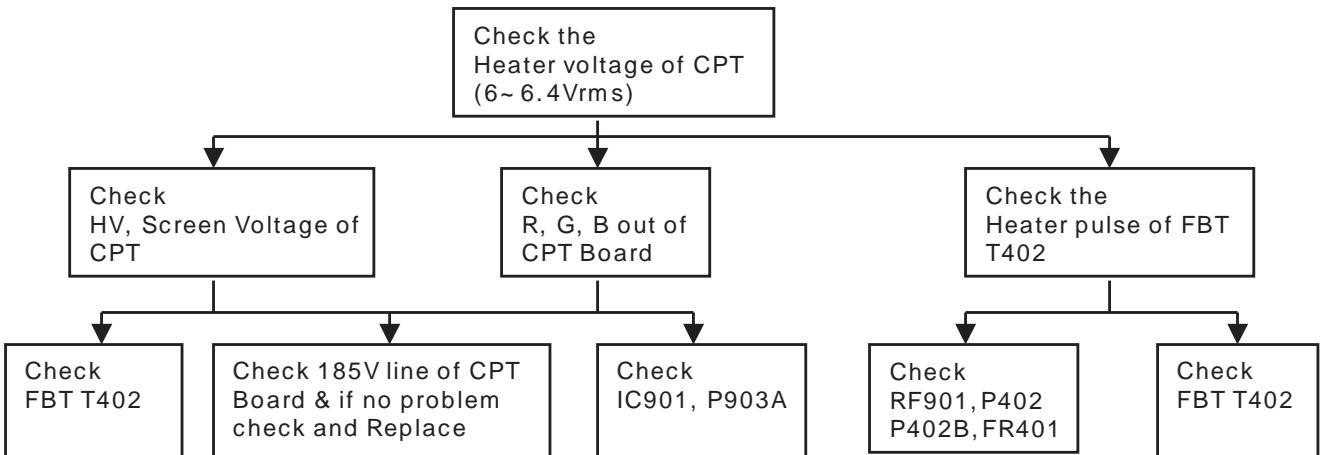 Check the
Heater voltage of CPT
(6~6.4Vrms)
Check
HV, Screen Voltage of
CPT
Check
R, G, B out of
CPT Board
Check the
Heater pulse of FBT
T402
Check
FBT T402
Check 185V line of CPT
Board & if no problem
check and Replace
Check
IC901, P903A
Check
RF901, P402
P402B, FR401
Check
FBT T402